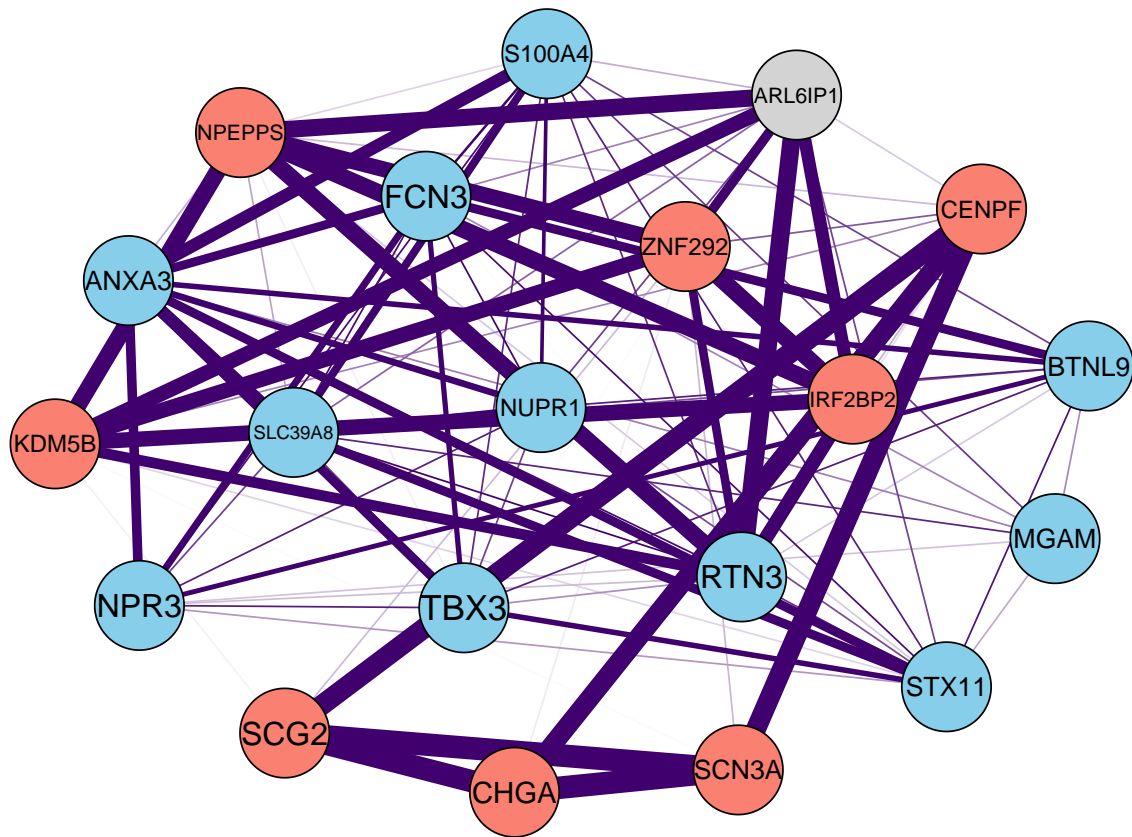 S100A4
ARL6IP1
NPEPPS
FCN3
CENPF
ZNF292
ANXA3
BTNL9
NUPR1
IRF2BP2
SLC39A8
KDM5B
MGAM
RTN3
NPR3
TBX3
STX11
SCG2
SCN3A
CHGA